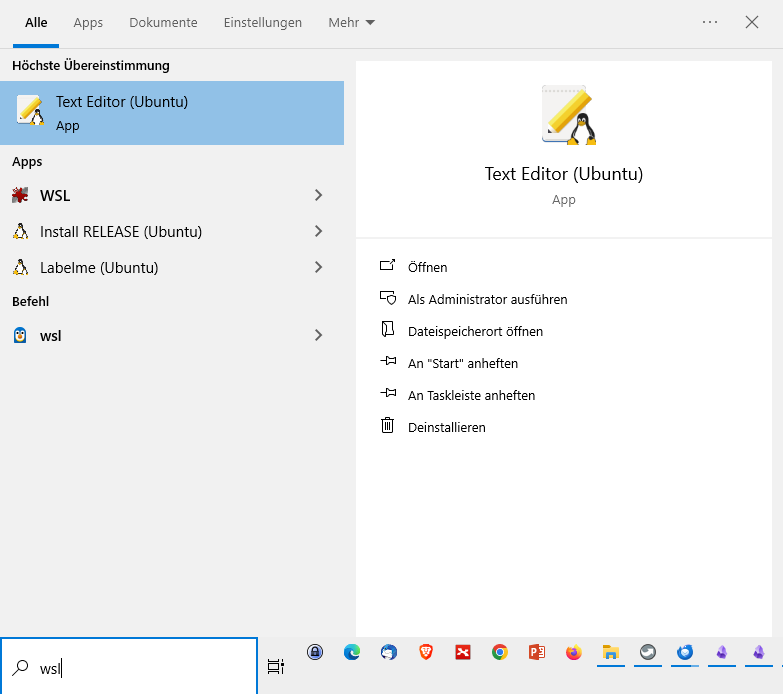 Alle Apps Dokumente Einstellungen Mehr
Höchste Übereinstimmung
Text Editor (Ubuntu)
App
Apps
WSL
Install RELEASE (Ubuntu)
Labelme (Ubuntu)
Befehl
wsl
Text Editor (Ubuntu)
App
Öffnen
Als Administrator ausführen
Dateispeicherort öffnen
An "Start" anheften
An Taskleiste anheften
Deinstallieren
wsl